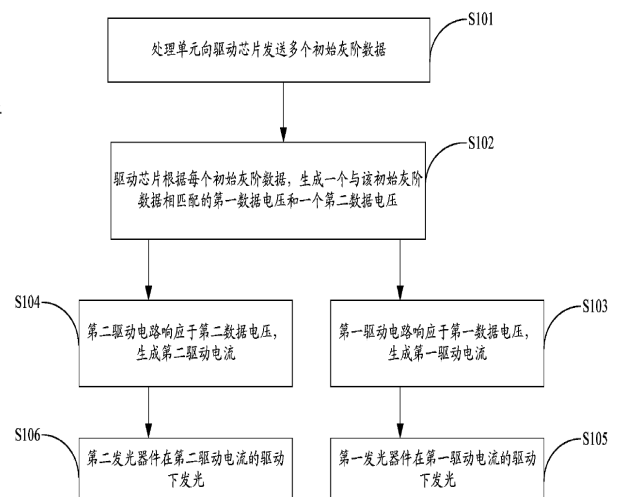 S101
处理单元向驱动芯片发送多个初始灰阶数据
S102
驱动芯片根据每个初始灰阶数据，生成一个与该初始灰阶
数据相匹配的第一数据电压和一个第二数据电压
S104
第二驱动电路响应于第二数据电压，
生成第二驱动电流
S103
第一驱动电路响应于第一数据电压，
生成第一驱动电流
S106
第二发光器件在第二驱动电流的驱动
下发光
S105
第一发光器件在第一驱动电流的驱动
下发光